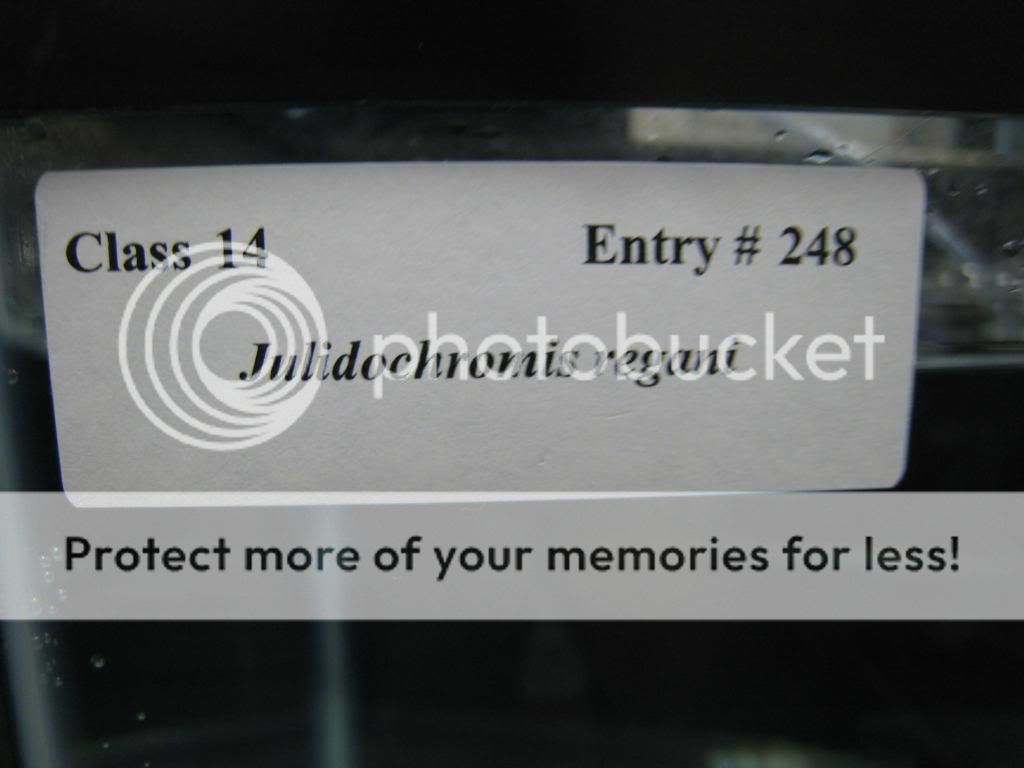 Class 14 Entry # 248
Julidochromis regani
photobucket
Protect more of your memories for less!